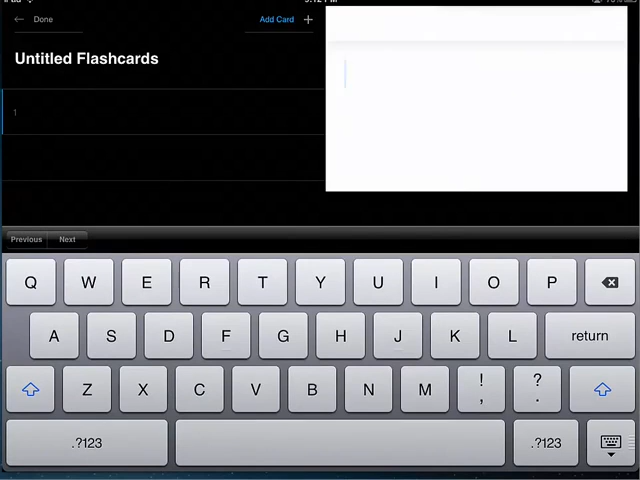 Done
Add Card +
Untitled Flashcards
1
Previous Next
Q W E R T Y U I O P
A S D F G H J K L return
Z X C V B N M ! , ? .
.?123 .?123